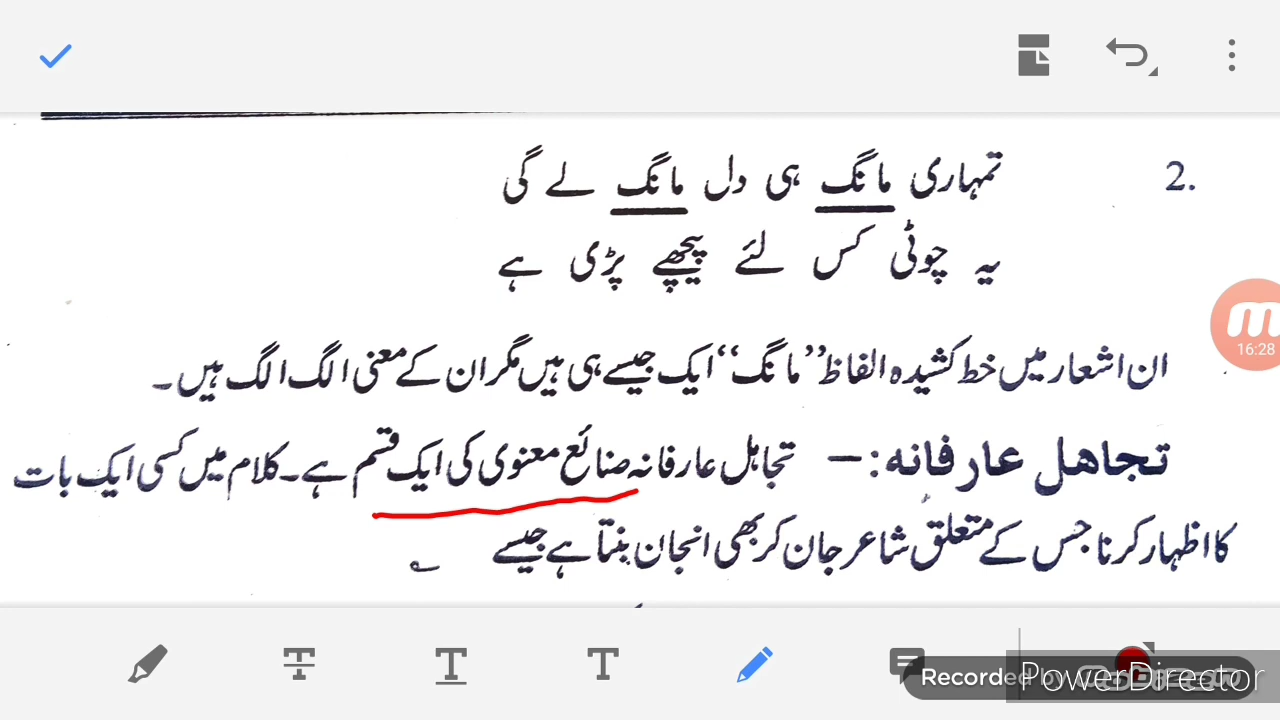 2. تمہاری مانگ ہی دل مانگ لے گی
یہ چوٹی کس لئے پیچھے پڑی ہے
ان اشعار میں خط کشیدہ الفاظ ”مانگ“ ایک جیسے ہی ہیں مگر ان کے معنی الگ الگ ہیں۔
تجاهل عارفانه: — تجاہل عارفانہ صنائع معنوی کی ایک قسم ہے۔ کلام میں کسی ایک بات
کا اظہار کرنا جس کے متعلق شاعر جان کر بھی انجان بنتا ہے جیسے
16:28
T T T
Recorded by
PowerDirector